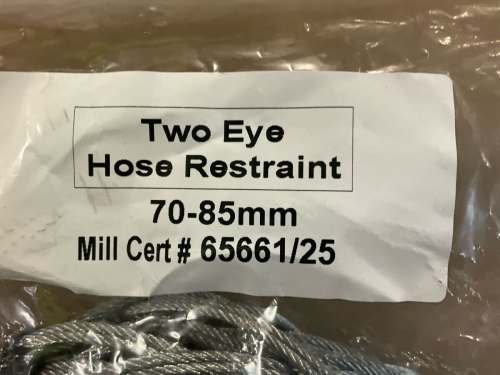 Two Eye
Hose Restraint
70-85mm
Mill Cert # 65661/25